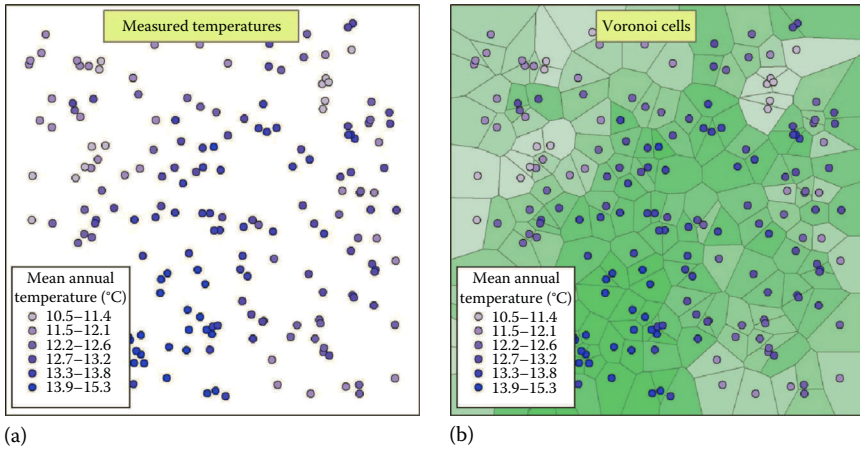 Measured temperatures
Mean annual
temperature (°C)
10.5–11.4
11.5–12.1
12.2–12.6
12.7–13.2
13.3–13.8
13.9–15.3
(a)
Voronoi cells
Mean annual
temperature (°C)
10.5–11.4
11.5–12.1
12.2–12.6
12.7–13.2
13.3–13.8
13.9–15.3
(b)